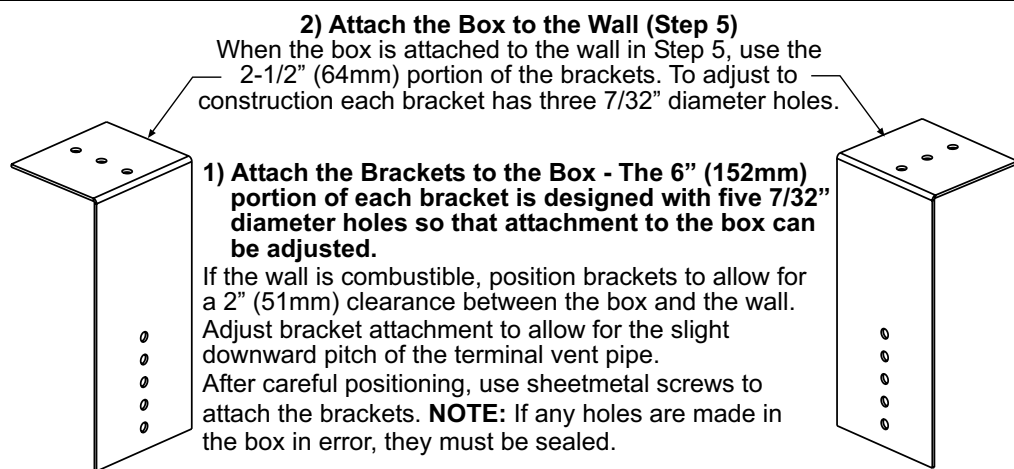 2) Attach the Box to the Wall (Step 5)
When the box is attached to the wall in Step 5, use the
2-1/2” (64mm) portion of the brackets. To adjust to
construction each bracket has three 7/32” diameter holes.
1) Attach the Brackets to the Box - The 6” (152mm)
portion of each bracket is designed with five 7/32”
diameter holes so that attachment to the box can
be adjusted.
If the wall is combustible, position brackets to allow for
a 2” (51mm) clearance between the box and the wall.
Adjust bracket attachment to allow for the slight
downward pitch of the terminal vent pipe.
After careful positioning, use sheetmetal screws to
attach the brackets. NOTE: If any holes are made in
the box in error, they must be sealed.